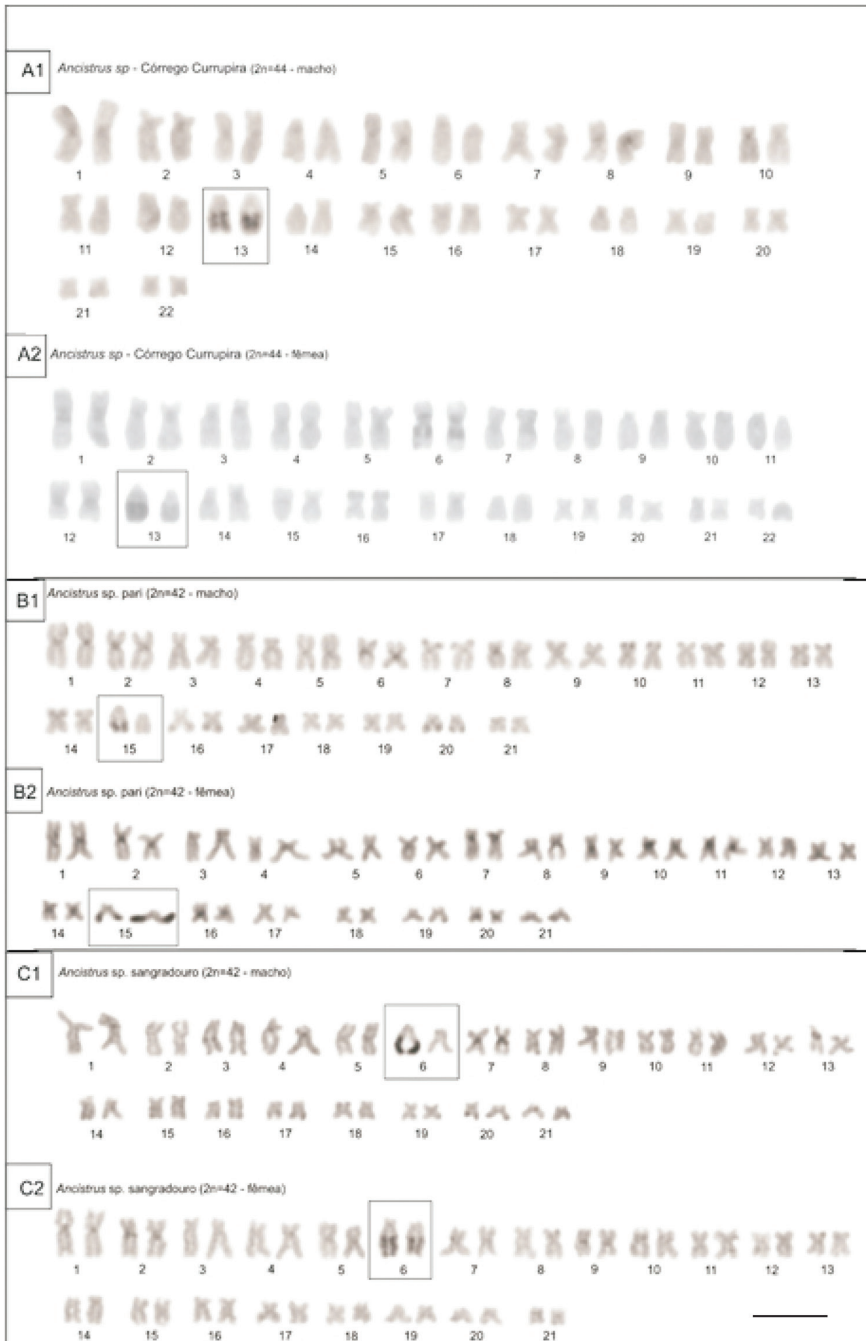 A1 Ancistrus sp - Córrego Currupira (2n=44 - macho)
1 2 3 4 5 6 7 8 9 10
11 12 13 14 15 16 17 18 19 20
21 22
A2 Ancistrus sp - Córrego Currupira (2n=44 - fêmea)
1 2 3 4 5 6 7 8 9 10 11
12 13 14 15 16 17 18 19 20 21 22
B1 Ancistrus sp. pari (2n=42 - macho)
1 2 3 4 5 6 7 8 9 10 11 12 13
14 15 16 17 18 19 20 21
B2 Ancistrus sp. pari (2n=42 - fêmea)
1 2 3 4 5 6 7 8 9 10 11 12 13
14 15 16 17 18 19 20 21
C1 Ancistrus sp. sangradouro (2n=42 - macho)
1 2 3 4 5 6 7 8 9 10 11 12 13
14 15 16 17 18 19 20 21
C2 Ancistrus sp. sangradouro (2n=42 - fêmea)
1 2 3 4 5 6 7 8 9 10 11 12 13
14 15 16 17 18 19 20 21